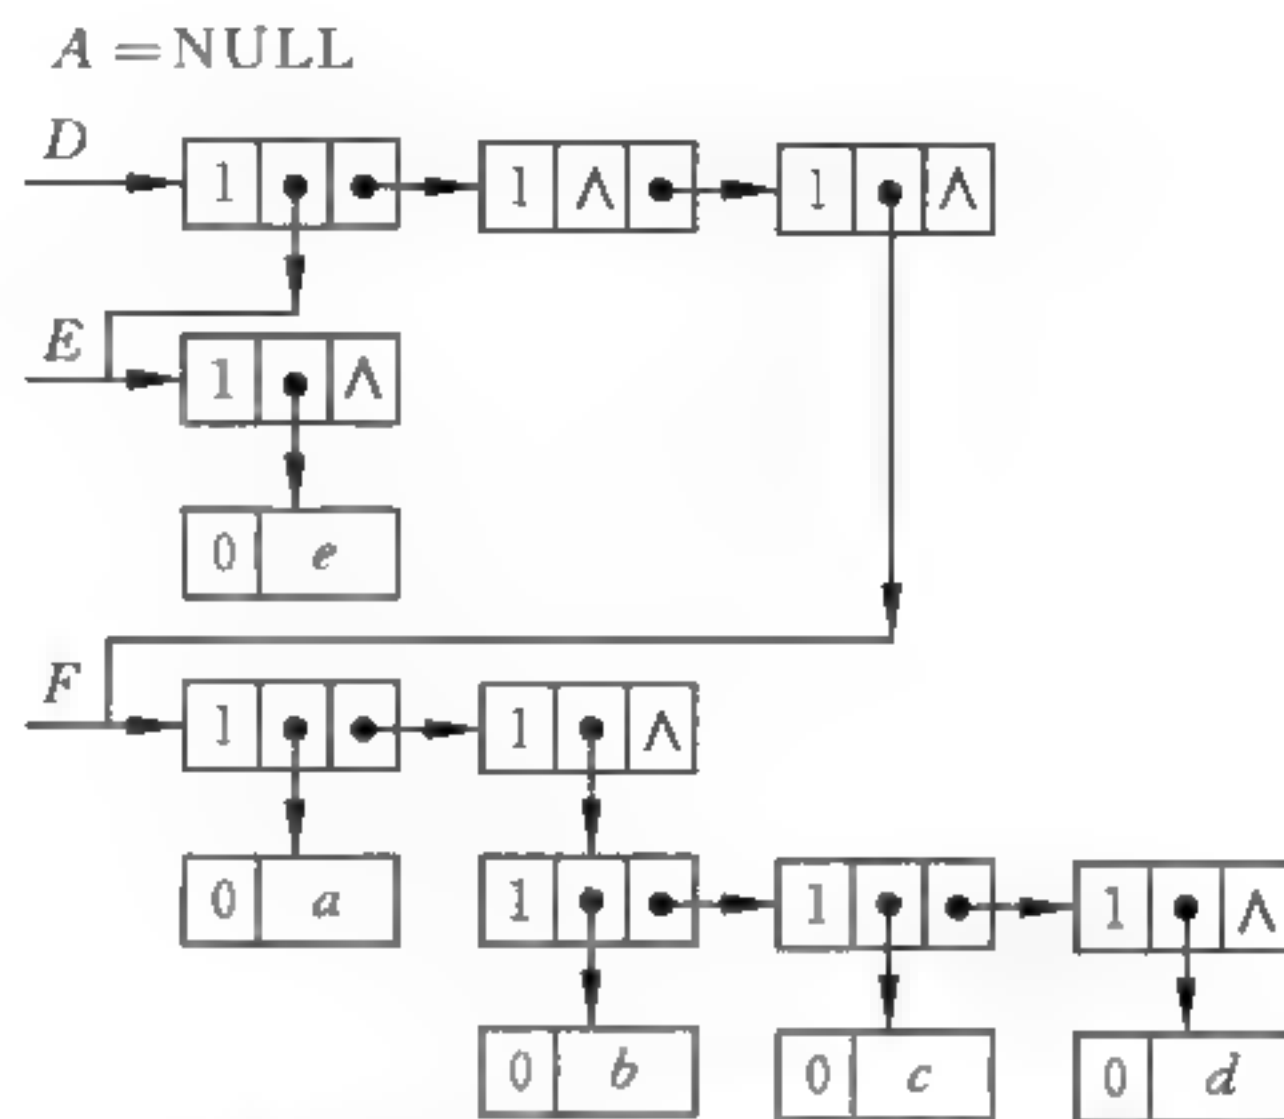 A = NULL
D
1 1 ∧ 1 ∧
E
1 ∧
0 e
F
1 1 ∧
0 a 1 1 1 ∧
0 b 0 c 0 d